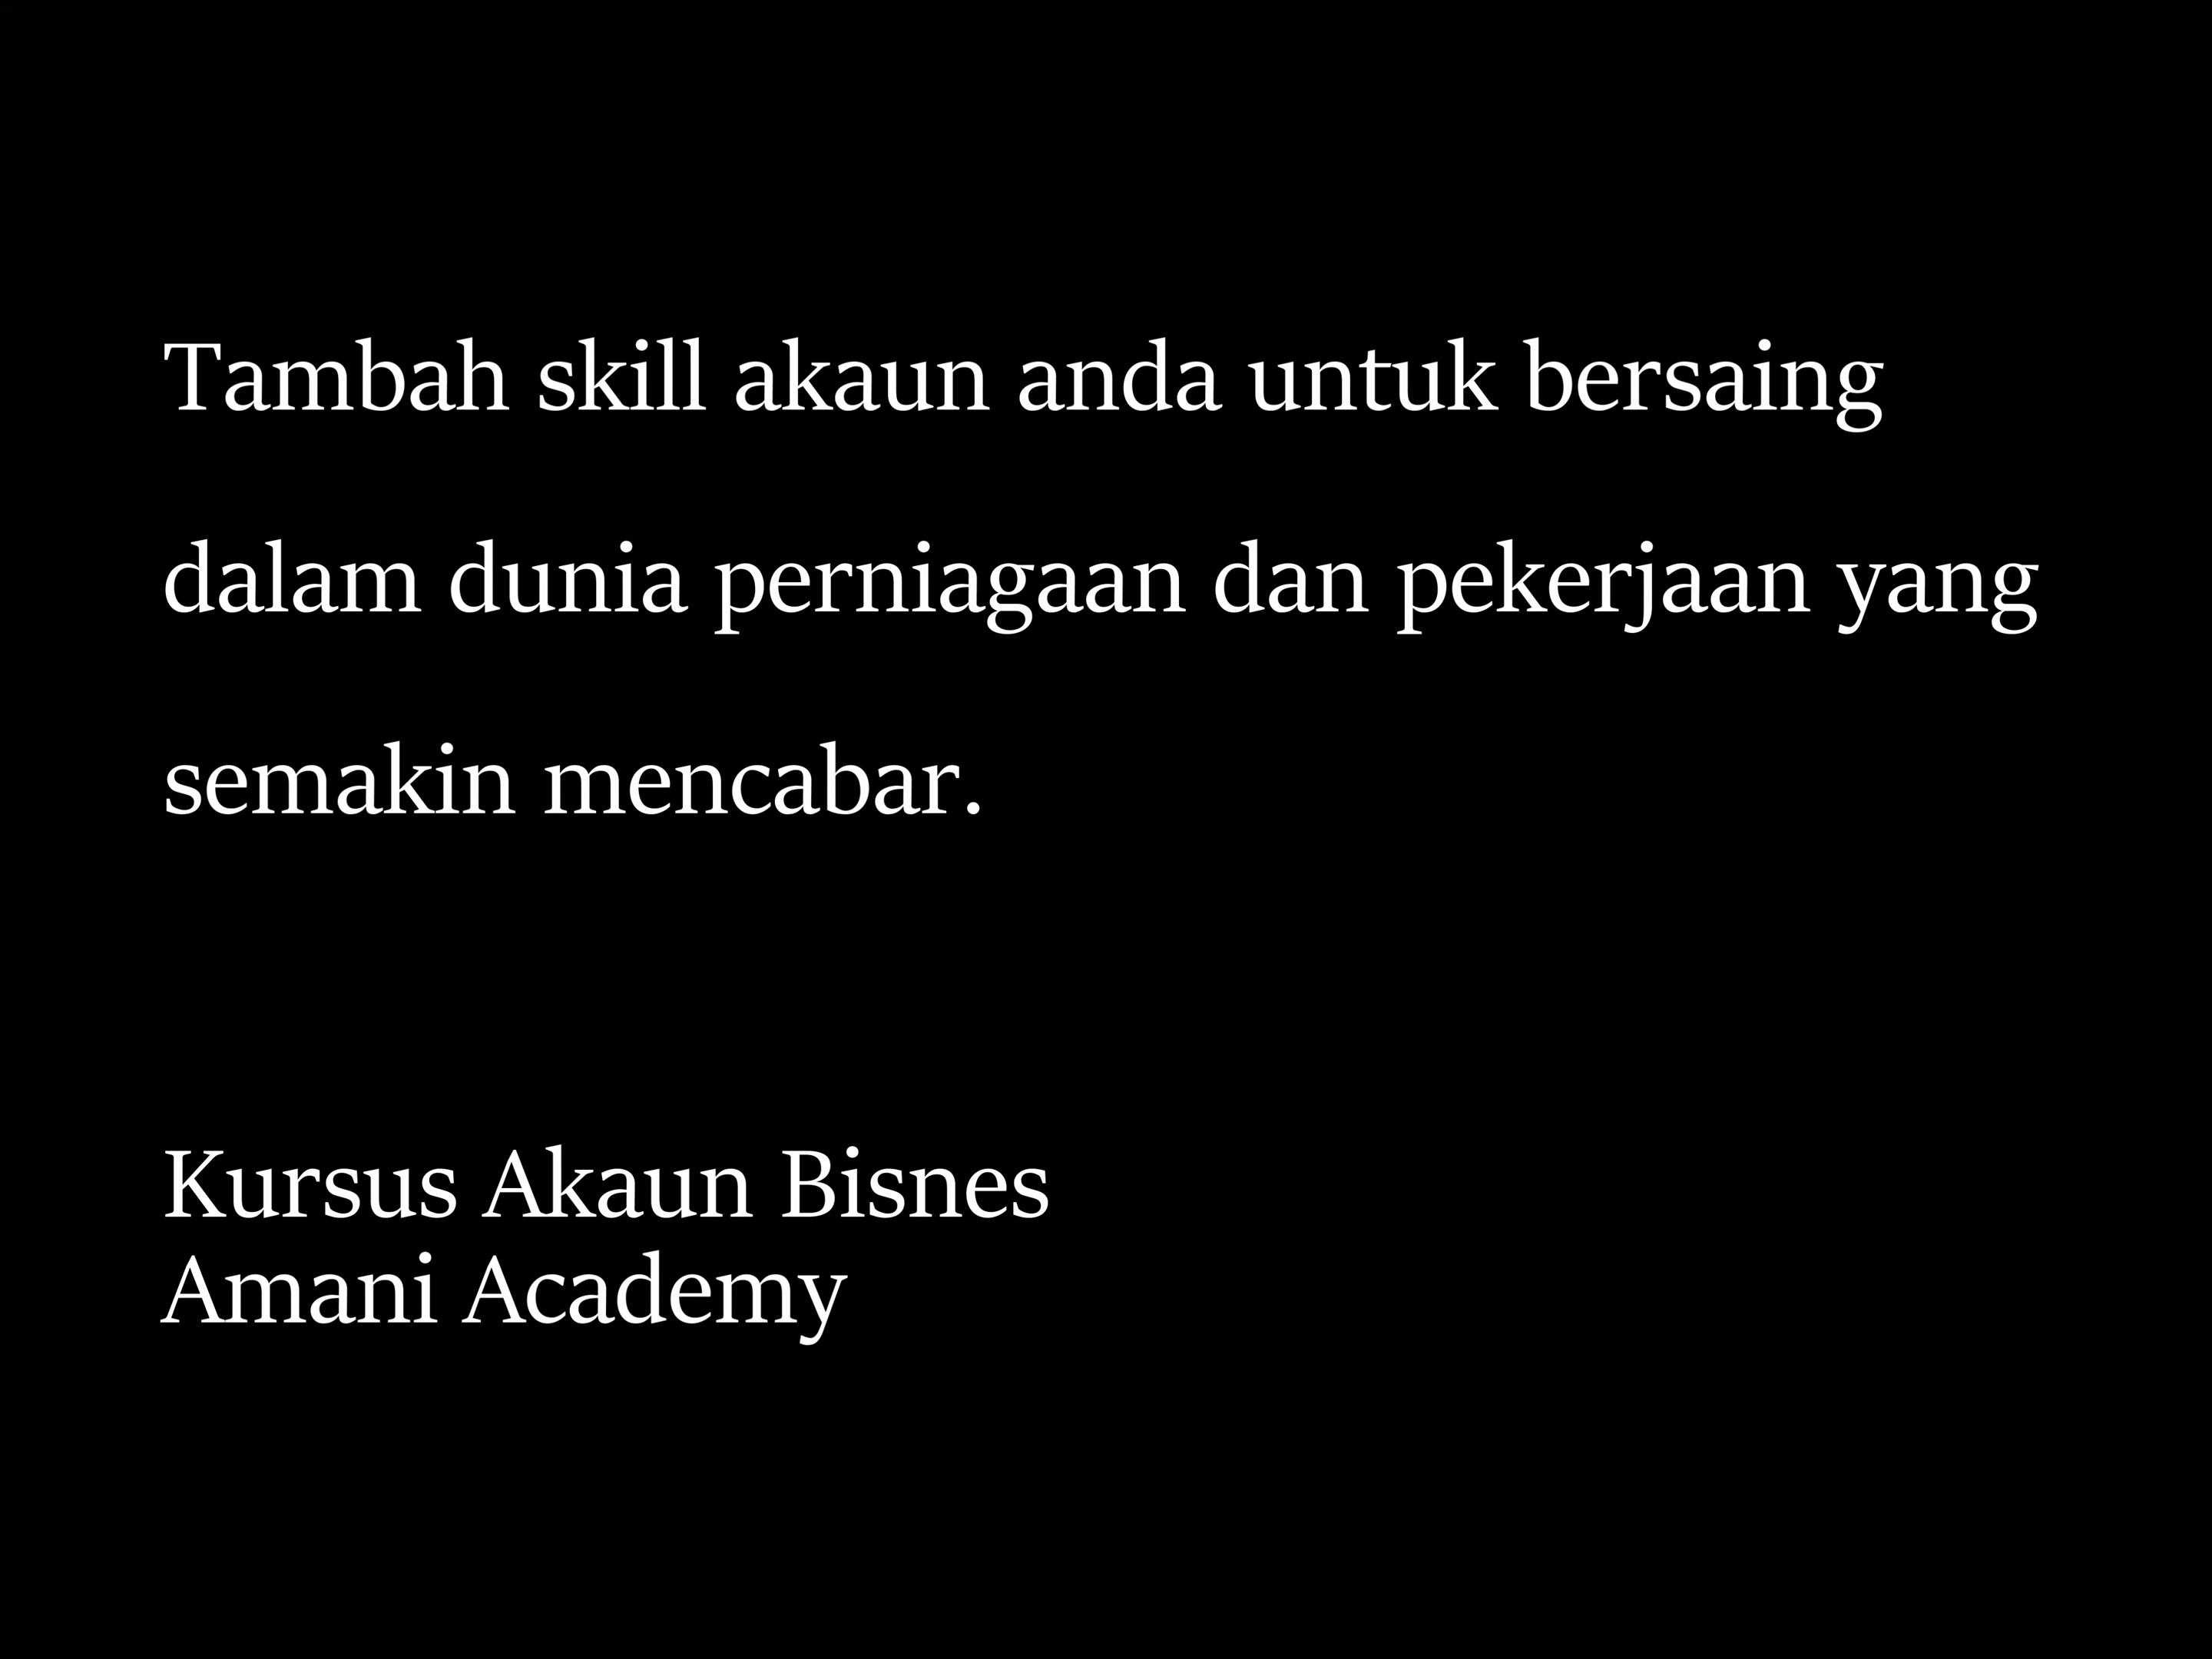 Tambah skill akaun anda untuk bersaing
dalam dunia perniagaan dan pekerjaan yang
semakin mencabar.
Kursus Akaun Bisnes
Amani Academy